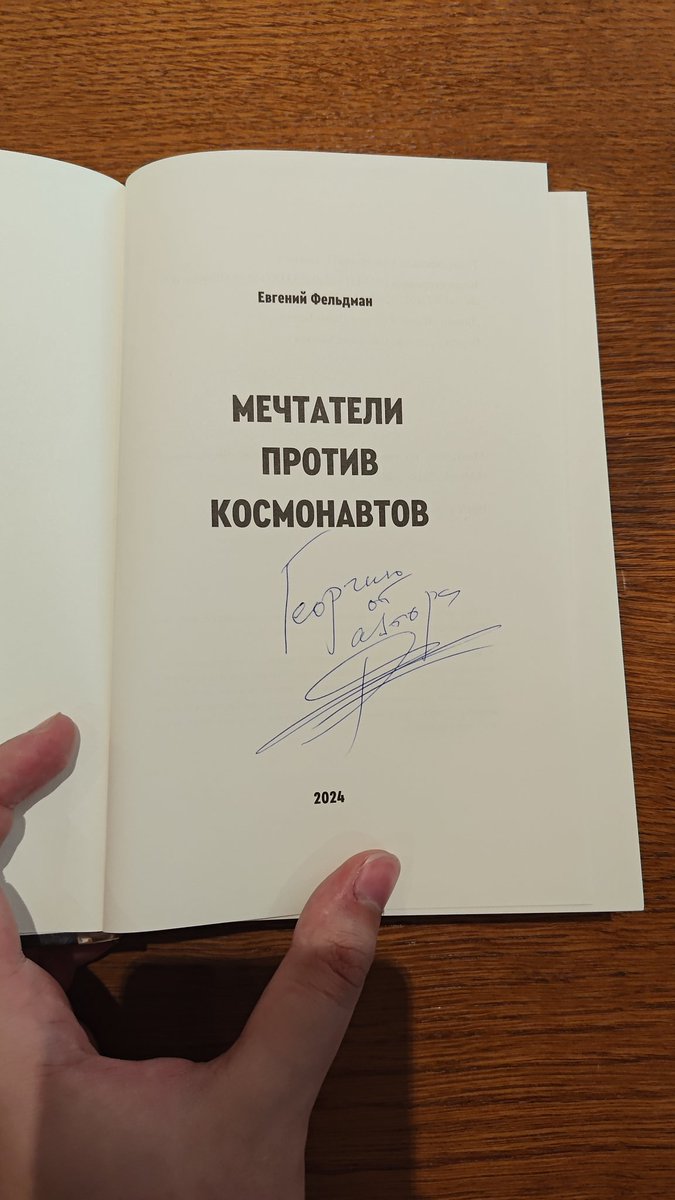 Евгений Фельдман
МЕЧТАТЕЛИ
ПРОТИВ
КОСМОНАВТОВ
Георгию
от
автора
2024